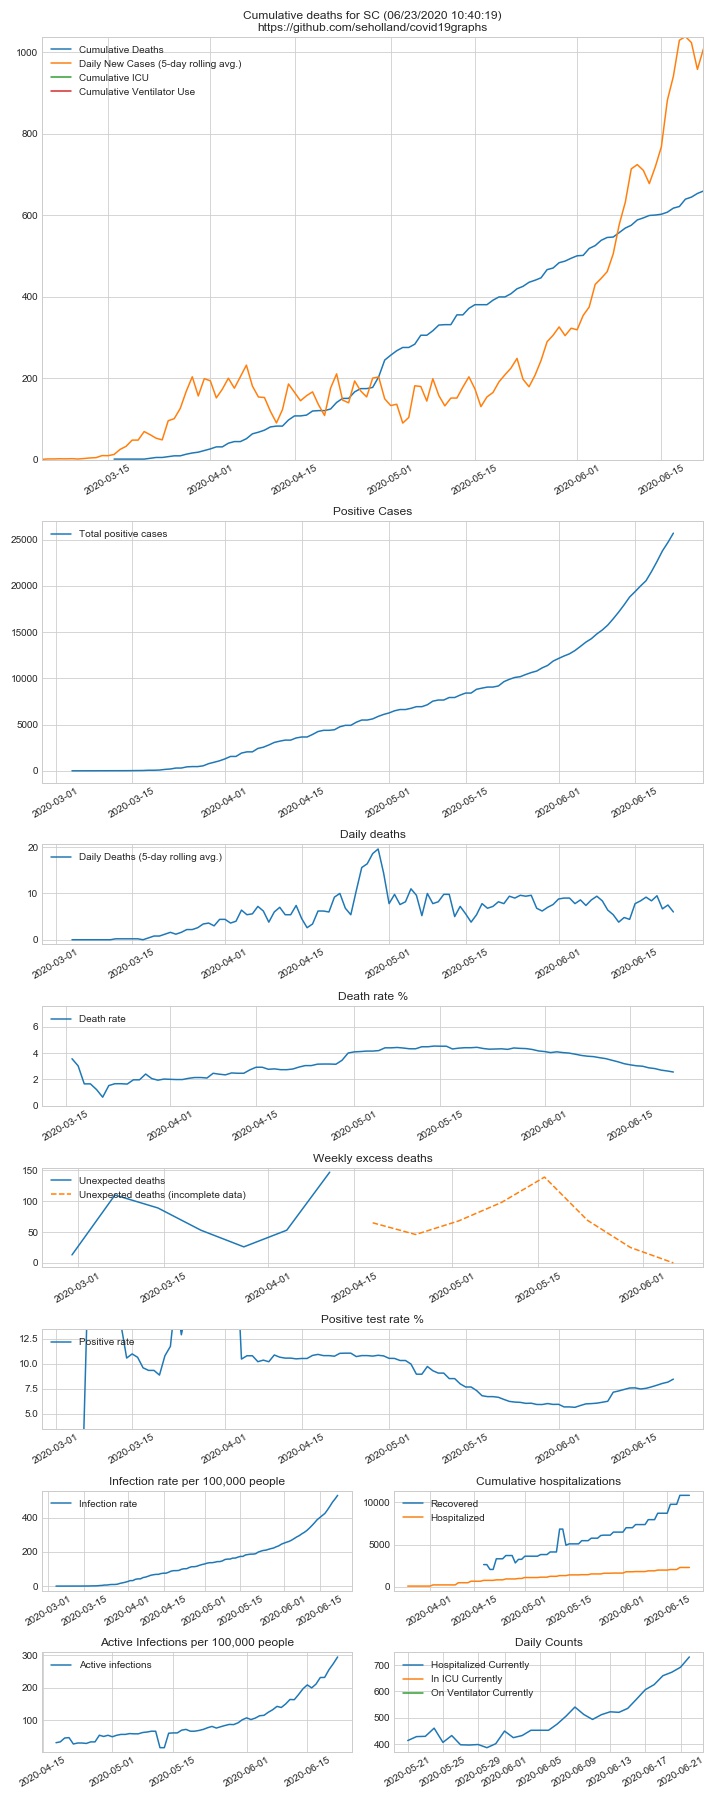 Cumulative deaths for SC (06/23/2020 10:40:19)
https://github.com/seholland/covid19graphs
Cumulative Deaths
Daily New Cases (5-day rolling avg.)
Cumulative ICU
Cumulative Ventilator Use
1000
800
600
400
200
0
2020-03-15 2020-04-01 2020-04-15 2020-05-01 2020-05-15 2020-06-01 2020-06-15
Positive Cases
Total positive cases
25000
20000
15000
10000
5000
0
2020-03-01 2020-03-15 2020-04-01 2020-04-15 2020-05-01 2020-05-15 2020-06-01 2020-06-15
Daily deaths
Daily Deaths (5-day rolling avg.)
20
10
0
2020-03-01 2020-03-15 2020-04-01 2020-04-15 2020-05-01 2020-05-15 2020-06-01 2020-06-15
Death rate %
Death rate
6
4
2
0
2020-03-15 2020-04-01 2020-04-15 2020-05-01 2020-05-15 2020-06-01 2020-06-15
Weekly excess deaths
Unexpected deaths
Unexpected deaths (incomplete data)
150
100
50
0
2020-03-01 2020-03-15 2020-04-01 2020-04-15 2020-05-01 2020-05-15 2020-06-01
Positive test rate %
Positive rate
12.5
10.0
7.5
5.0
2020-03-01 2020-03-15 2020-04-01 2020-04-15 2020-05-01 2020-05-15 2020-06-01 2020-06-15
Infection rate per 100,000 people
Infection rate
400
200
0
2020-03-01 2020-03-15 2020-04-01 2020-04-15 2020-05-01 2020-05-15 2020-06-01 2020-06-15
Cumulative hospitalizations
Recovered
Hospitalized
10000
5000
0
2020-04-01 2020-04-15 2020-05-01 2020-05-15 2020-06-01 2020-06-15
Active Infections per 100,000 people
Active infections
300
200
100
2020-04-15 2020-05-01 2020-05-15 2020-06-01 2020-06-15
Daily Counts
Hospitalized Currently
In ICU Currently
On Ventilator Currently
700
600
500
400
2020-05-21 2020-05-25 2020-05-29 2020-06-01 2020-06-05 2020-06-09 2020-06-13 2020-06-17 2020-06-21